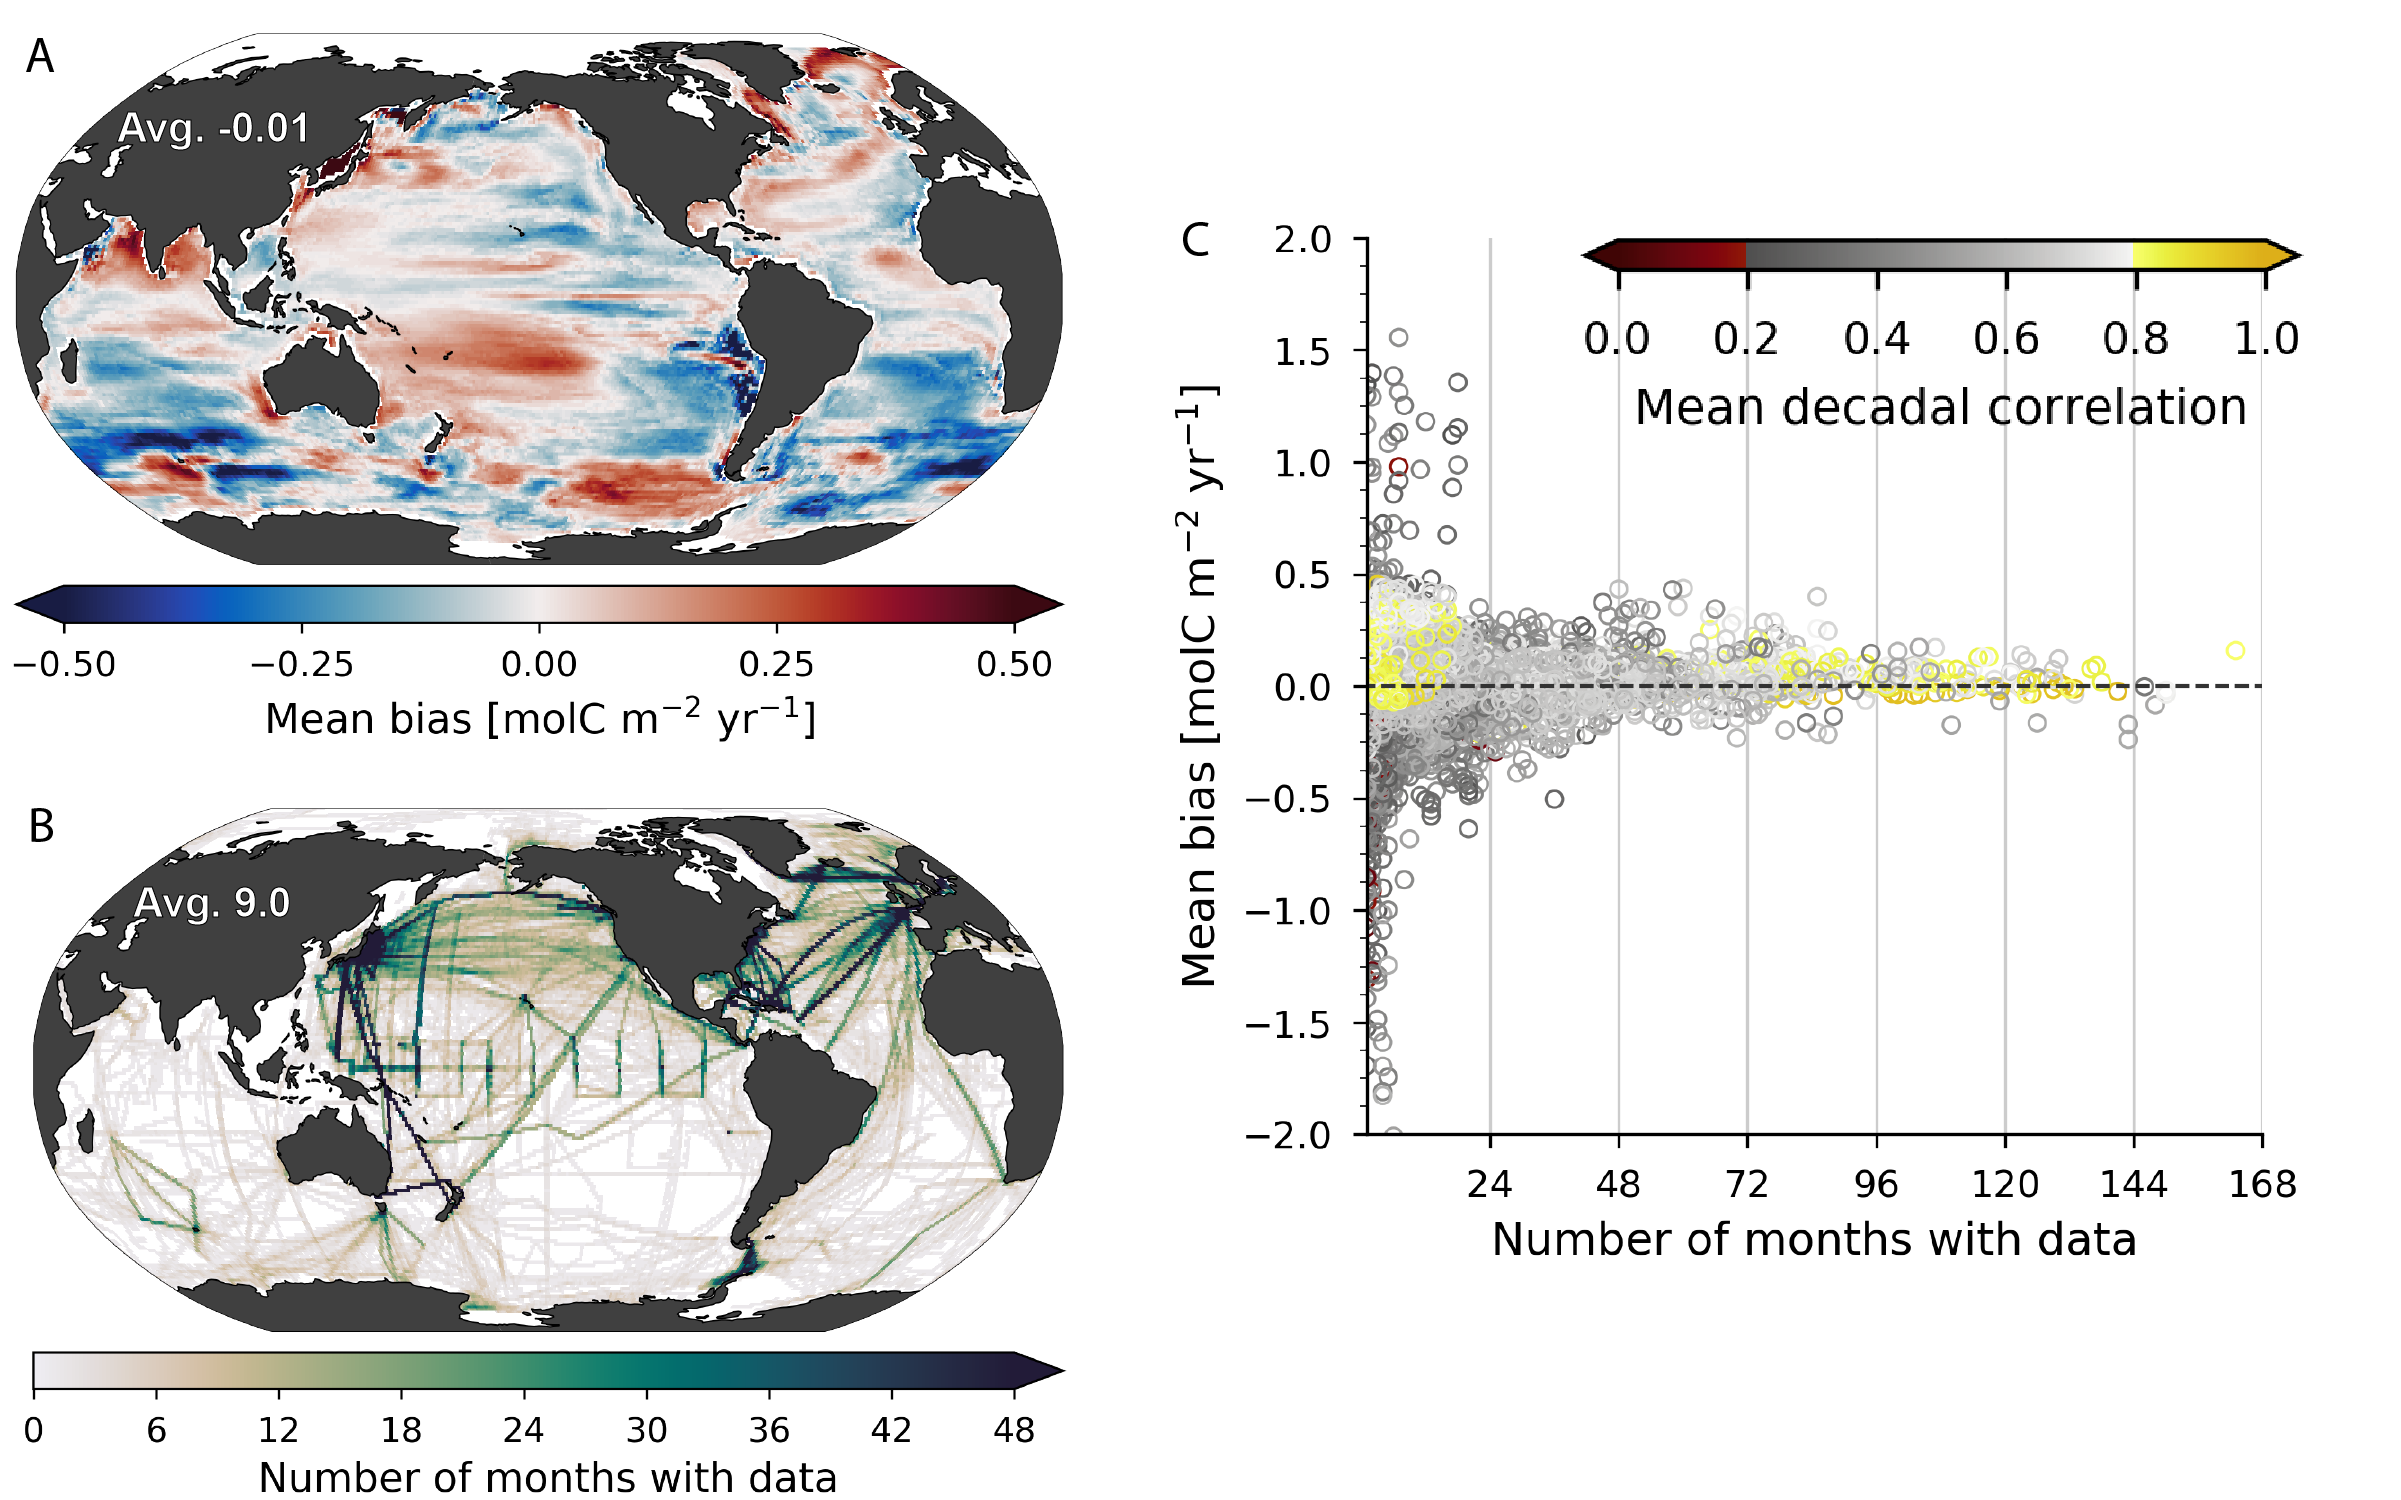 A
Avg. -0.01
−0.50 −0.25 0.00 0.25 0.50
Mean bias [molC m⁻² yr⁻¹]
B
Avg. 9.0
0 6 12 18 24 30 36 42 48
Number of months with data
C
0.0 0.2 0.4 0.6 0.8 1.0
Mean decadal correlation
2.0
1.5
1.0
0.5
0.0
−0.5
−1.0
−1.5
−2.0
Mean bias [molC m⁻² yr⁻¹]
24 48 72 96 120 144 168
Number of months with data